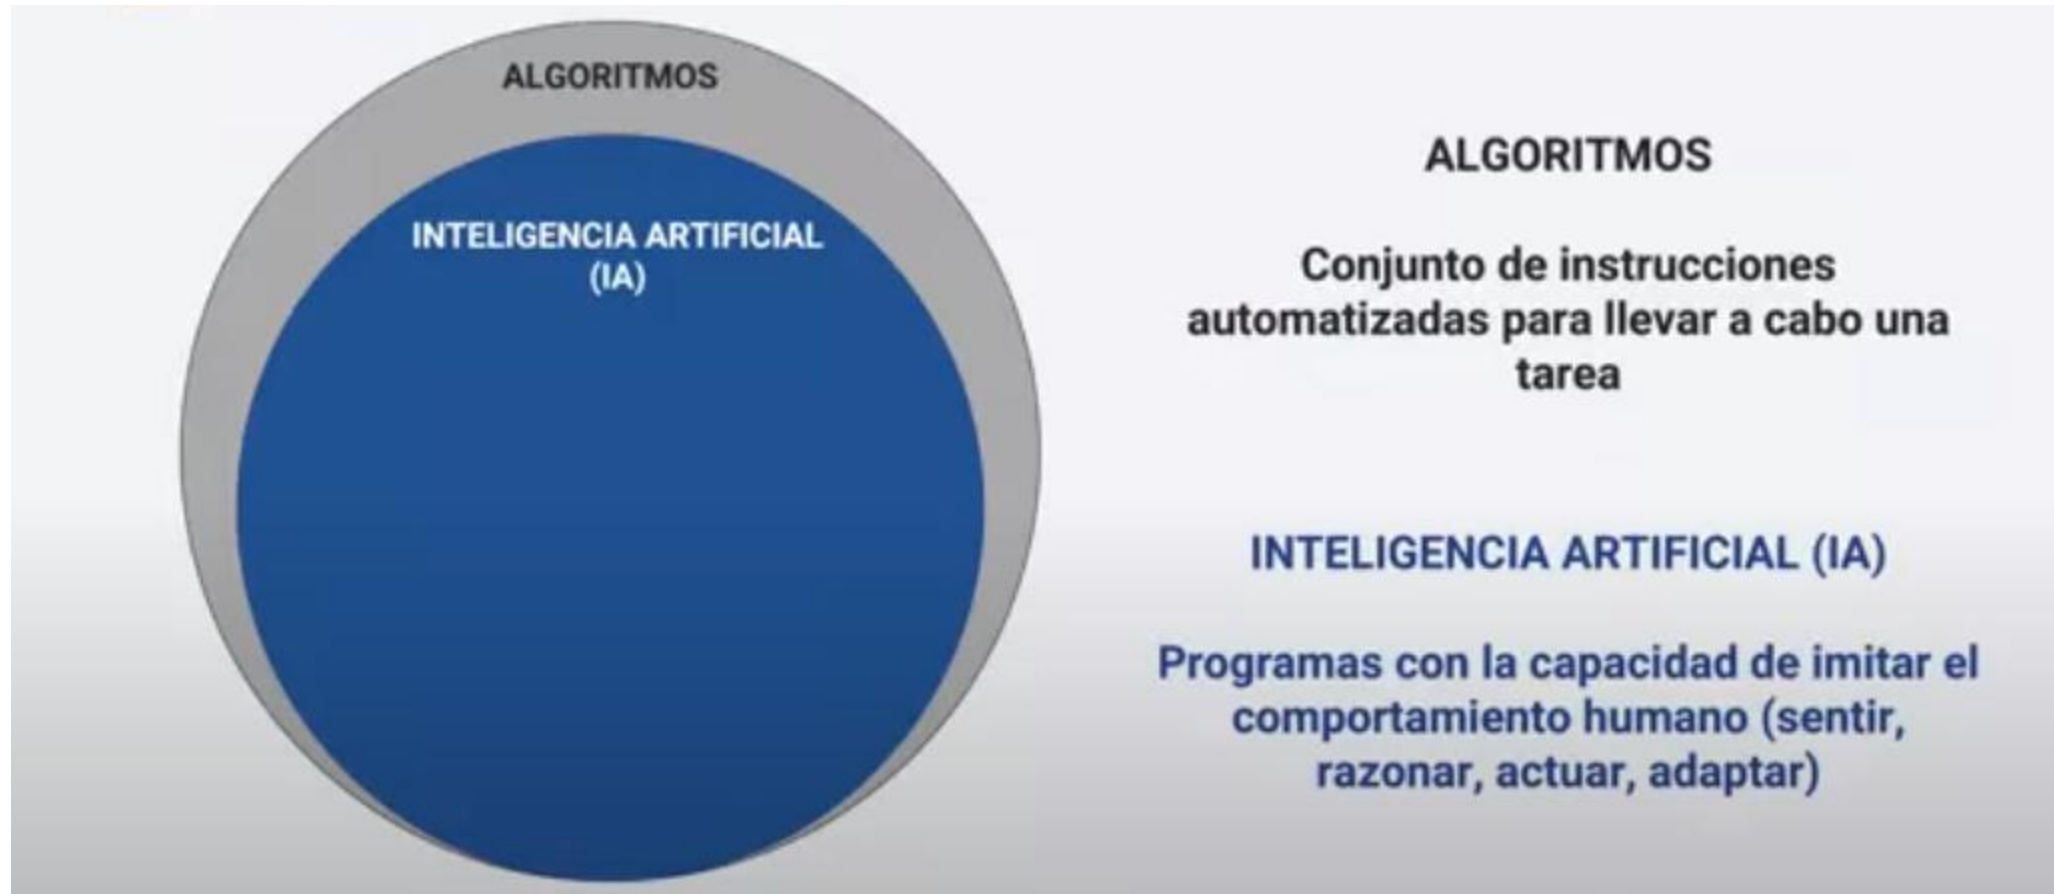 ALGORITMOS
INTELIGENCIA ARTIFICIAL
(IA)
ALGORITMOS
Conjunto de instrucciones
automatizadas para llevar a cabo una
tarea
INTELIGENCIA ARTIFICIAL (IA)
Programas con la capacidad de imitar el
comportamiento humano (sentir,
razonar, actuar, adaptar)